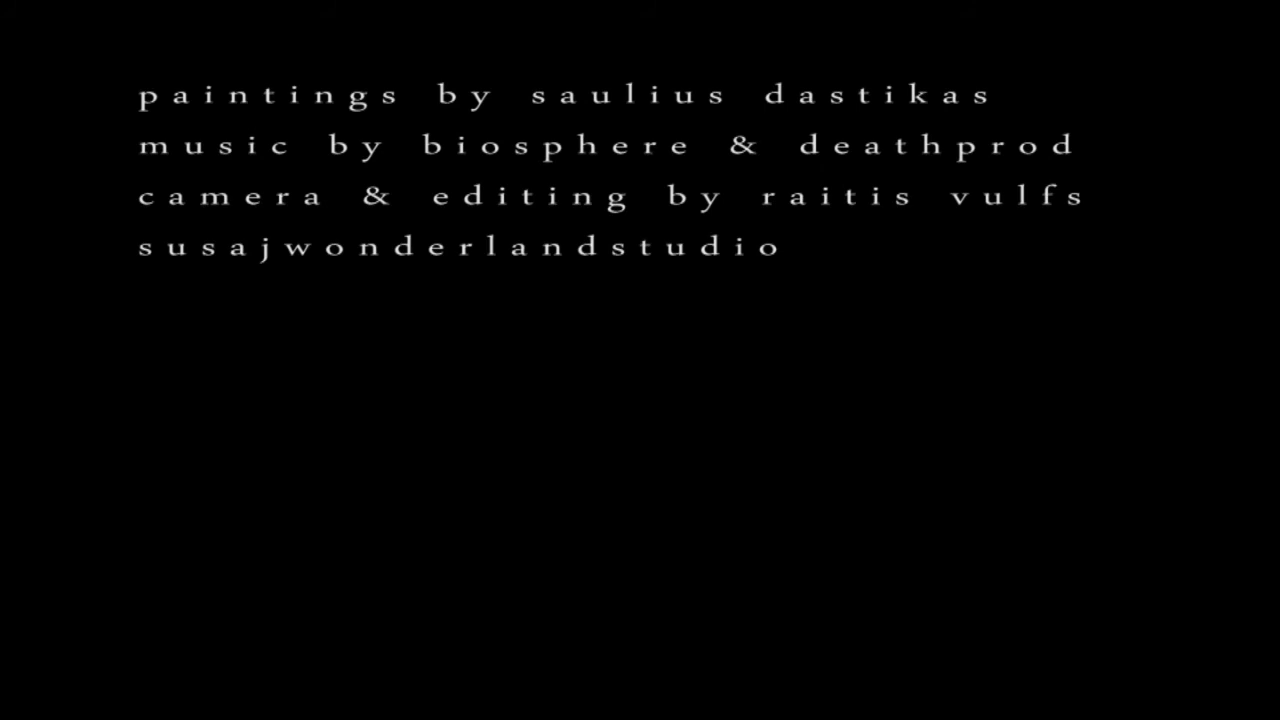 paintings by saulius dastikas
music by biosphere & deathprod
camera & editing by raitis vulfs
susajwonderlandstudio